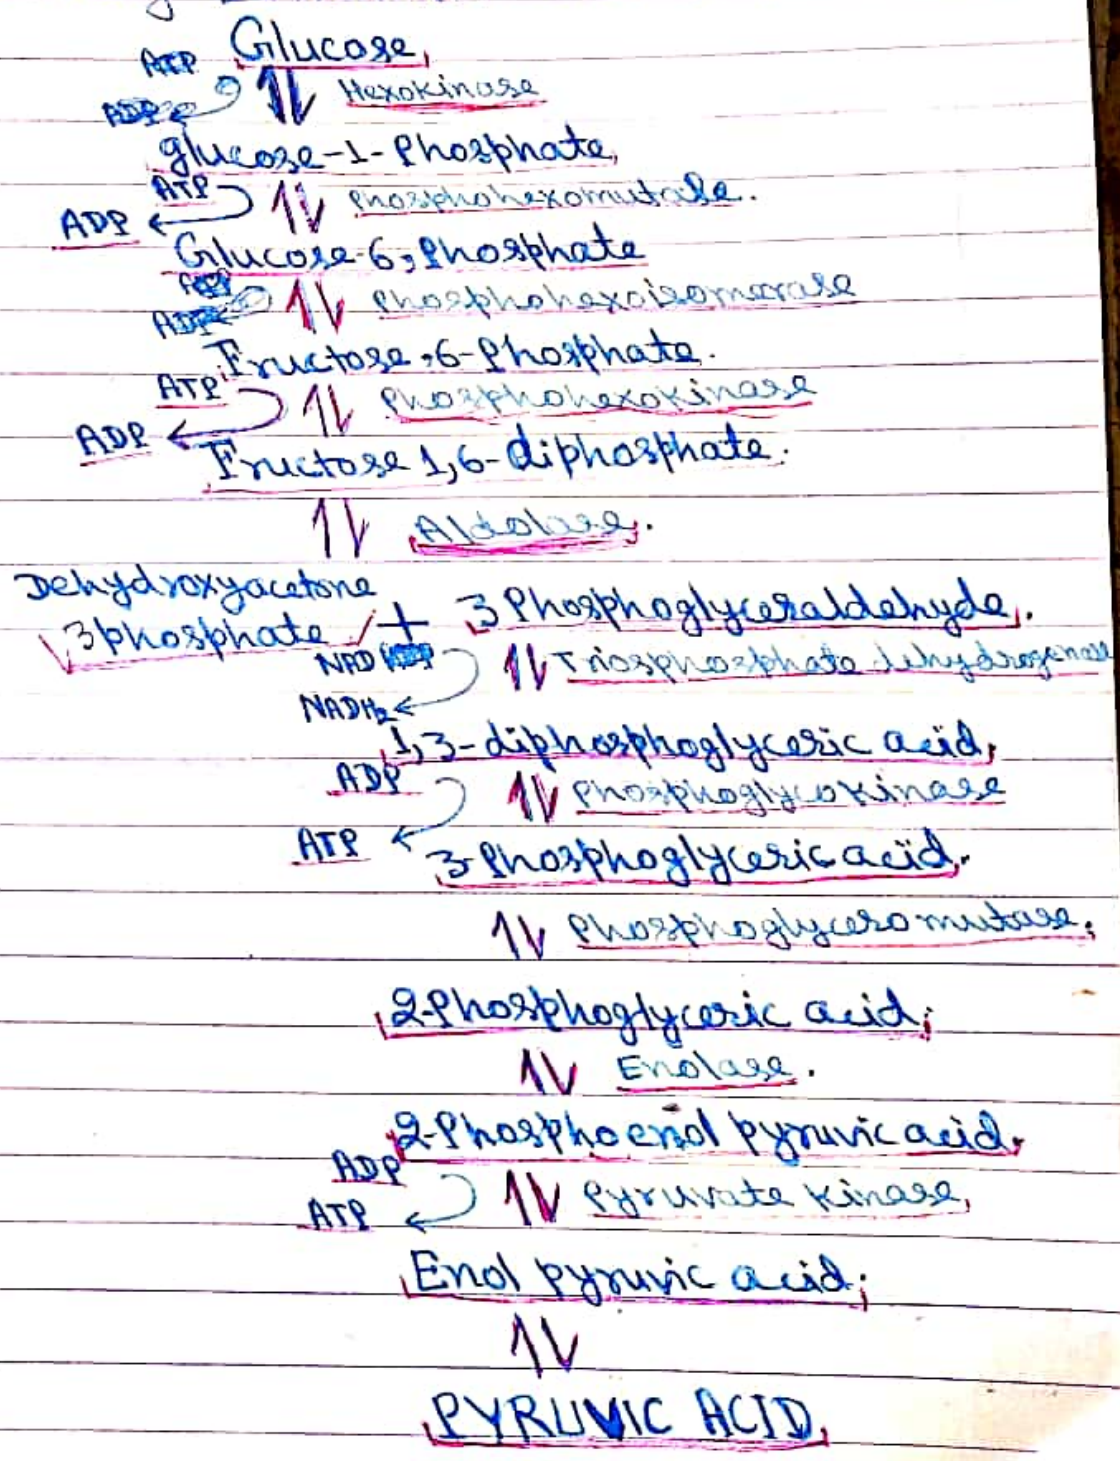 Glucose,
ATP
Hexokinase
ADP
glucose-1-Phosphate,
ATP
Phosphohexomutase.
ADP
Glucose-6,Phosphate
Phosphohexoisomerase
ADP
Fructose,6-Phosphate.
ATP
Phosphohexokinase
ADP
Fructose 1,6-diphosphate.
Aldolase.
Dehydroxyacetone
3 phosphate + 3 Phosphoglyceraldehyde.
NAD
Triosphosphate dehydrogenase
NADH₂
1,3-diphosphoglyceric acid,
ADP
Phosphoglycokinase
ATP
3-Phosphoglyceric acid.
Phosphoglyceromutase;
2-Phosphoglyceric acid;
Enolase.
2-Phosphoenol pyruvic acid,
ADP
Pyruvate kinase,
ATP
Enol pyruvic acid;
PYRUVIC ACID,